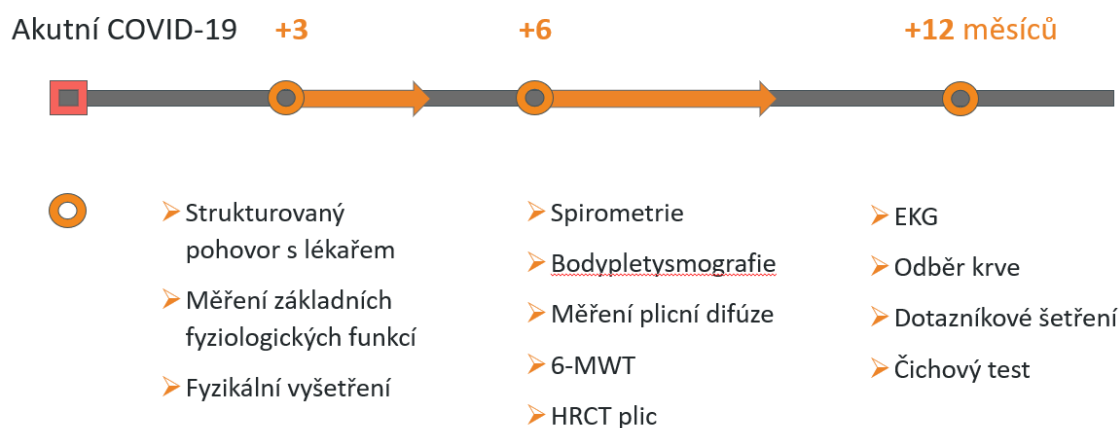 Akutní COVID-19 +3 +6 +12 měsíců
Strukturovaný
pohovor s lékařem
Měření základních
fyziologických funkcí
Fyzikální vyšetření
Spirometrie
Bodypletysmografie
Měření plicní difúze
6-MWT
HRCT plic
EKG
Odběr krve
Dotazníkové šetření
Čichový test